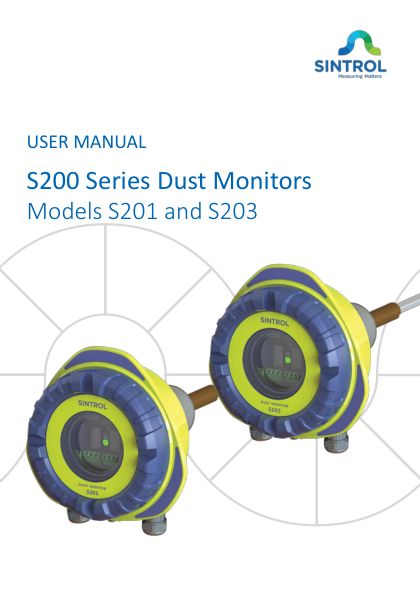 SINTROL
Measuring Matters
USER MANUAL
S200 Series Dust Monitors
Models S201 and S203
SINTROL
DUST MONITOR
S203
SINTROL
DUST MONITOR
S201